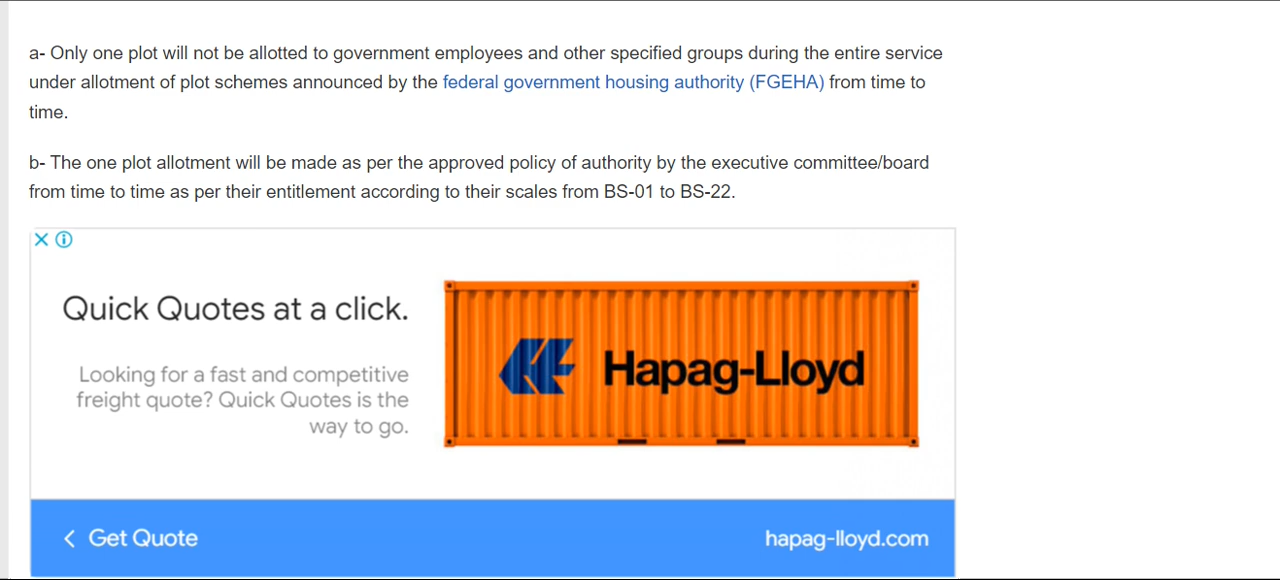 a- Only one plot will not be allotted to government employees and other specified groups during the entire service
under allotment of plot schemes announced by the federal government housing authority (FGEHA) from time to
time.
b- The one plot allotment will be made as per the approved policy of authority by the executive committee/board
from time to time as per their entitlement according to their scales from BS-01 to BS-22.
Quick Quotes at a click.
Looking for a fast and competitive
freight quote? Quick Quotes is the
way to go.
Hapag-Lloyd
Get Quote
hapag-lloyd.com